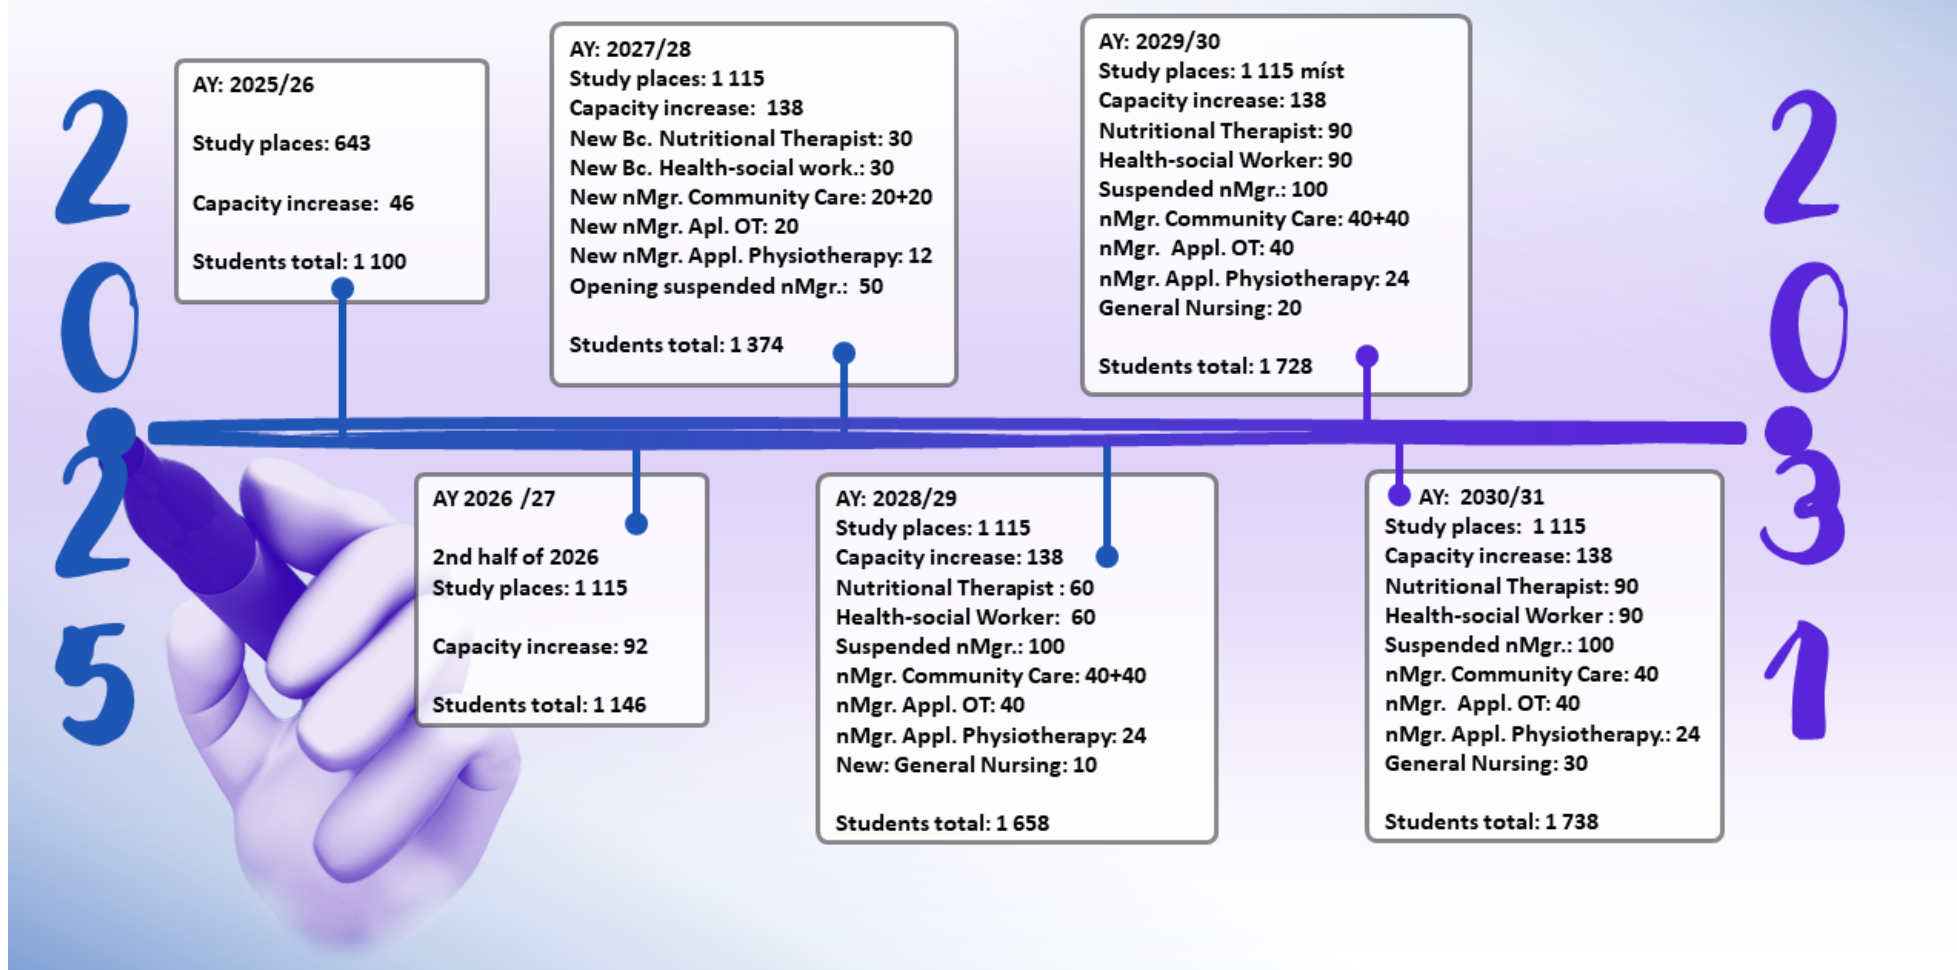 2
0
2
5
AY: 2025/26
Study places: 643
Capacity increase:  46
Students total: 1 100
AY 2026 /27
2nd half of 2026
Study places: 1 115
Capacity increase: 92
Students total: 1 146
AY: 2027/28
Study places: 1 115
Capacity increase:  138
New Bc. Nutritional Therapist: 30
New Bc. Health-social work.: 30
New nMgr. Community Care: 20+20
New nMgr. Apl. OT: 20
New nMgr. Appl. Physiotherapy: 12
Opening suspended nMgr.:  50
Students total: 1 374
AY: 2028/29
Study places: 1 115
Capacity increase: 138
Nutritional Therapist : 60
Health-social Worker:  60
Suspended nMgr.: 100
nMgr. Community Care: 40+40
nMgr. Appl. OT: 40
nMgr. Appl. Physiotherapy: 24
New: General Nursing: 10
Students total: 1 658
AY: 2029/30
Study places: 1 115 míst
Capacity increase: 138
Nutritional Therapist: 90
Health-social Worker: 90
Suspended nMgr.: 100
nMgr. Community Care: 40+40
nMgr.  Appl. OT: 40
nMgr. Appl. Physiotherapy: 24
General Nursing: 20
Students total: 1 728
AY:  2030/31
Study places:  1 115
Capacity increase: 138
Nutritional Therapist: 90
Health-social Worker : 90
Suspended nMgr.: 100
nMgr. Community Care: 40
nMgr.  Appl. OT: 40
nMgr. Appl. Physiotherapy.: 24
General Nursing: 30
Students total: 1 738
2
0
3
1